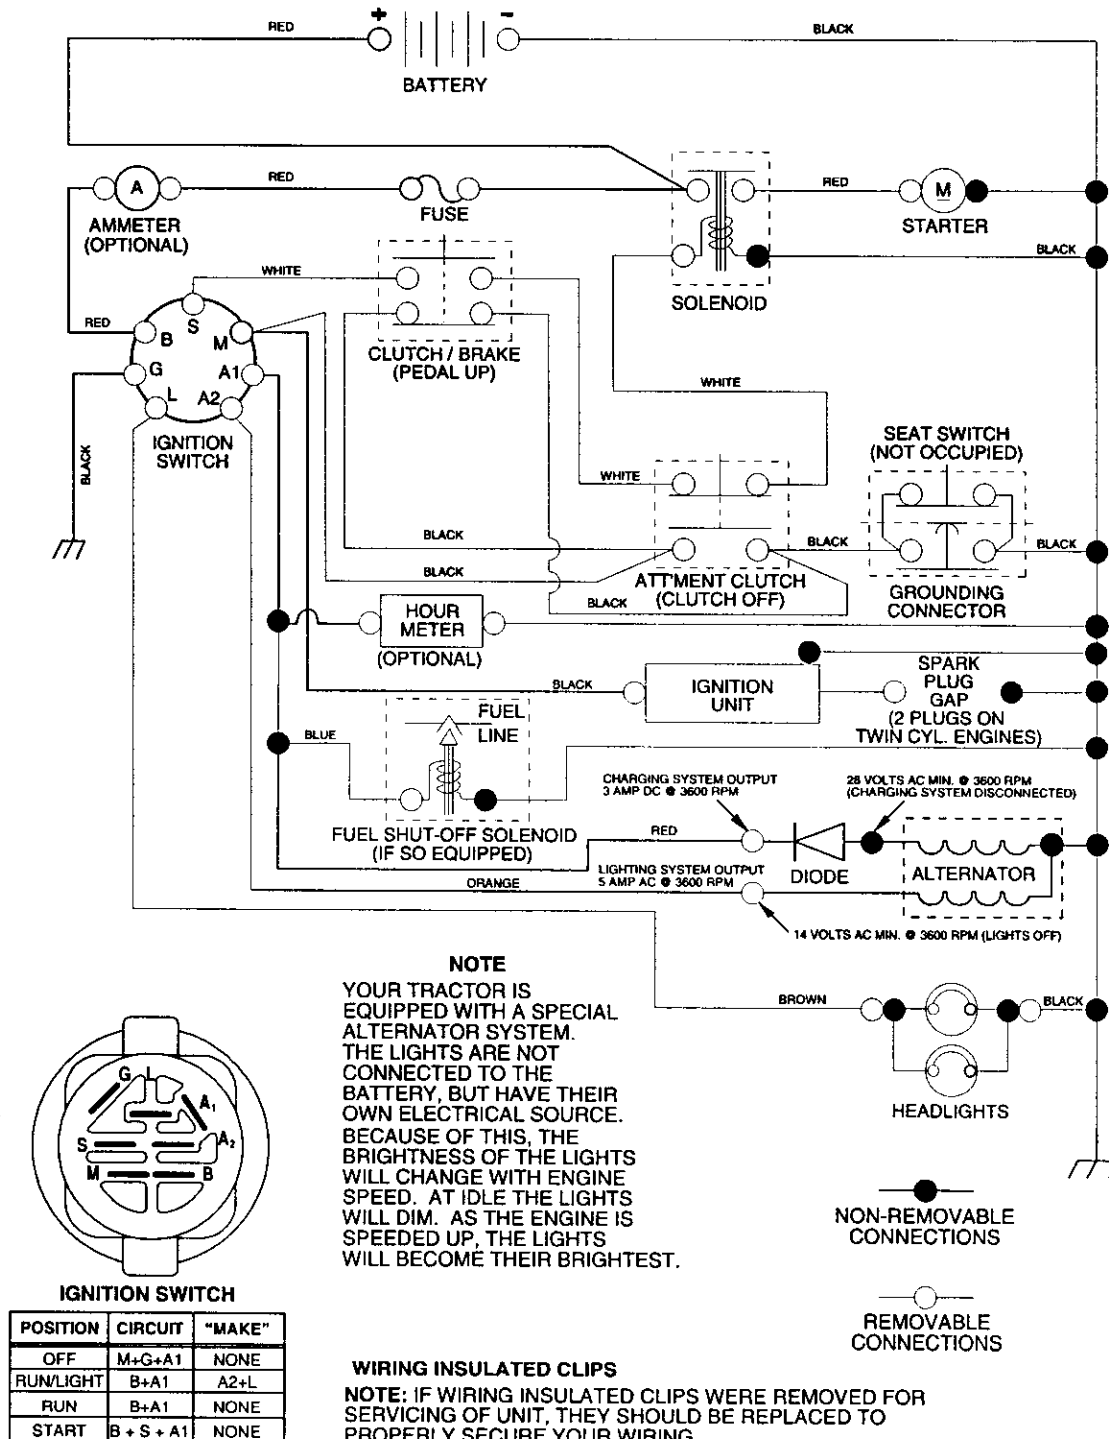 + -
RED
BLACK
BATTERY
A
RED
FUSE
RED
M
AMMETER
(OPTIONAL)
STARTER
BLACK
WHITE
SOLENOID
RED
B
S
M
G
A1
L
A2
CLUTCH / BRAKE
(PEDAL UP)
WHITE
IGNITION
SWITCH
BLACK
SEAT SWITCH
(NOT OCCUPIED)
WHITE
BLACK
BLACK
BLACK
BLACK
ATT'MENT CLUTCH
(CLUTCH OFF)
GROUNDING
CONNECTOR
BLACK
HOUR
METER
(OPTIONAL)
BLACK
IGNITION
UNIT
SPARK
PLUG
GAP
(2 PLUGS ON
TWIN CYL. ENGINES)
FUEL
LINE
BLUE
CHARGING SYSTEM OUTPUT
3 AMP DC @ 3600 RPM
28 VOLTS AC MIN. @ 3600 RPM
(CHARGING SYSTEM DISCONNECTED)
FUEL SHUT-OFF SOLENOID
(IF SO EQUIPPED)
RED
DIODE
ALTERNATOR
LIGHTING SYSTEM OUTPUT
5 AMP AC @ 3600 RPM
ORANGE
14 VOLTS AC MIN. @ 3600 RPM (LIGHTS OFF)
NOTE
YOUR TRACTOR IS
EQUIPPED WITH A SPECIAL
ALTERNATOR SYSTEM.
THE LIGHTS ARE NOT
CONNECTED TO THE
BATTERY, BUT HAVE THEIR
OWN ELECTRICAL SOURCE.
BECAUSE OF THIS, THE
BRIGHTNESS OF THE LIGHTS
WILL CHANGE WITH ENGINE
SPEED. AT IDLE THE LIGHTS
WILL DIM. AS THE ENGINE IS
SPEEDED UP, THE LIGHTS
WILL BECOME THEIR BRIGHTEST.
BROWN
BLACK
HEADLIGHTS
G L
A1
S
A2
M
B
IGNITION SWITCH
POSITION CIRCUIT "MAKE"
OFF M+G+A1 NONE
RUN/LIGHT B+A1 A2+L
RUN B+A1 NONE
START B + S + A1 NONE
NON-REMOVABLE
CONNECTIONS
REMOVABLE
CONNECTIONS
WIRING INSULATED CLIPS
NOTE: IF WIRING INSULATED CLIPS WERE REMOVED FOR
SERVICING OF UNIT, THEY SHOULD BE REPLACED TO
PROPERLY SECURE YOUR WIRING